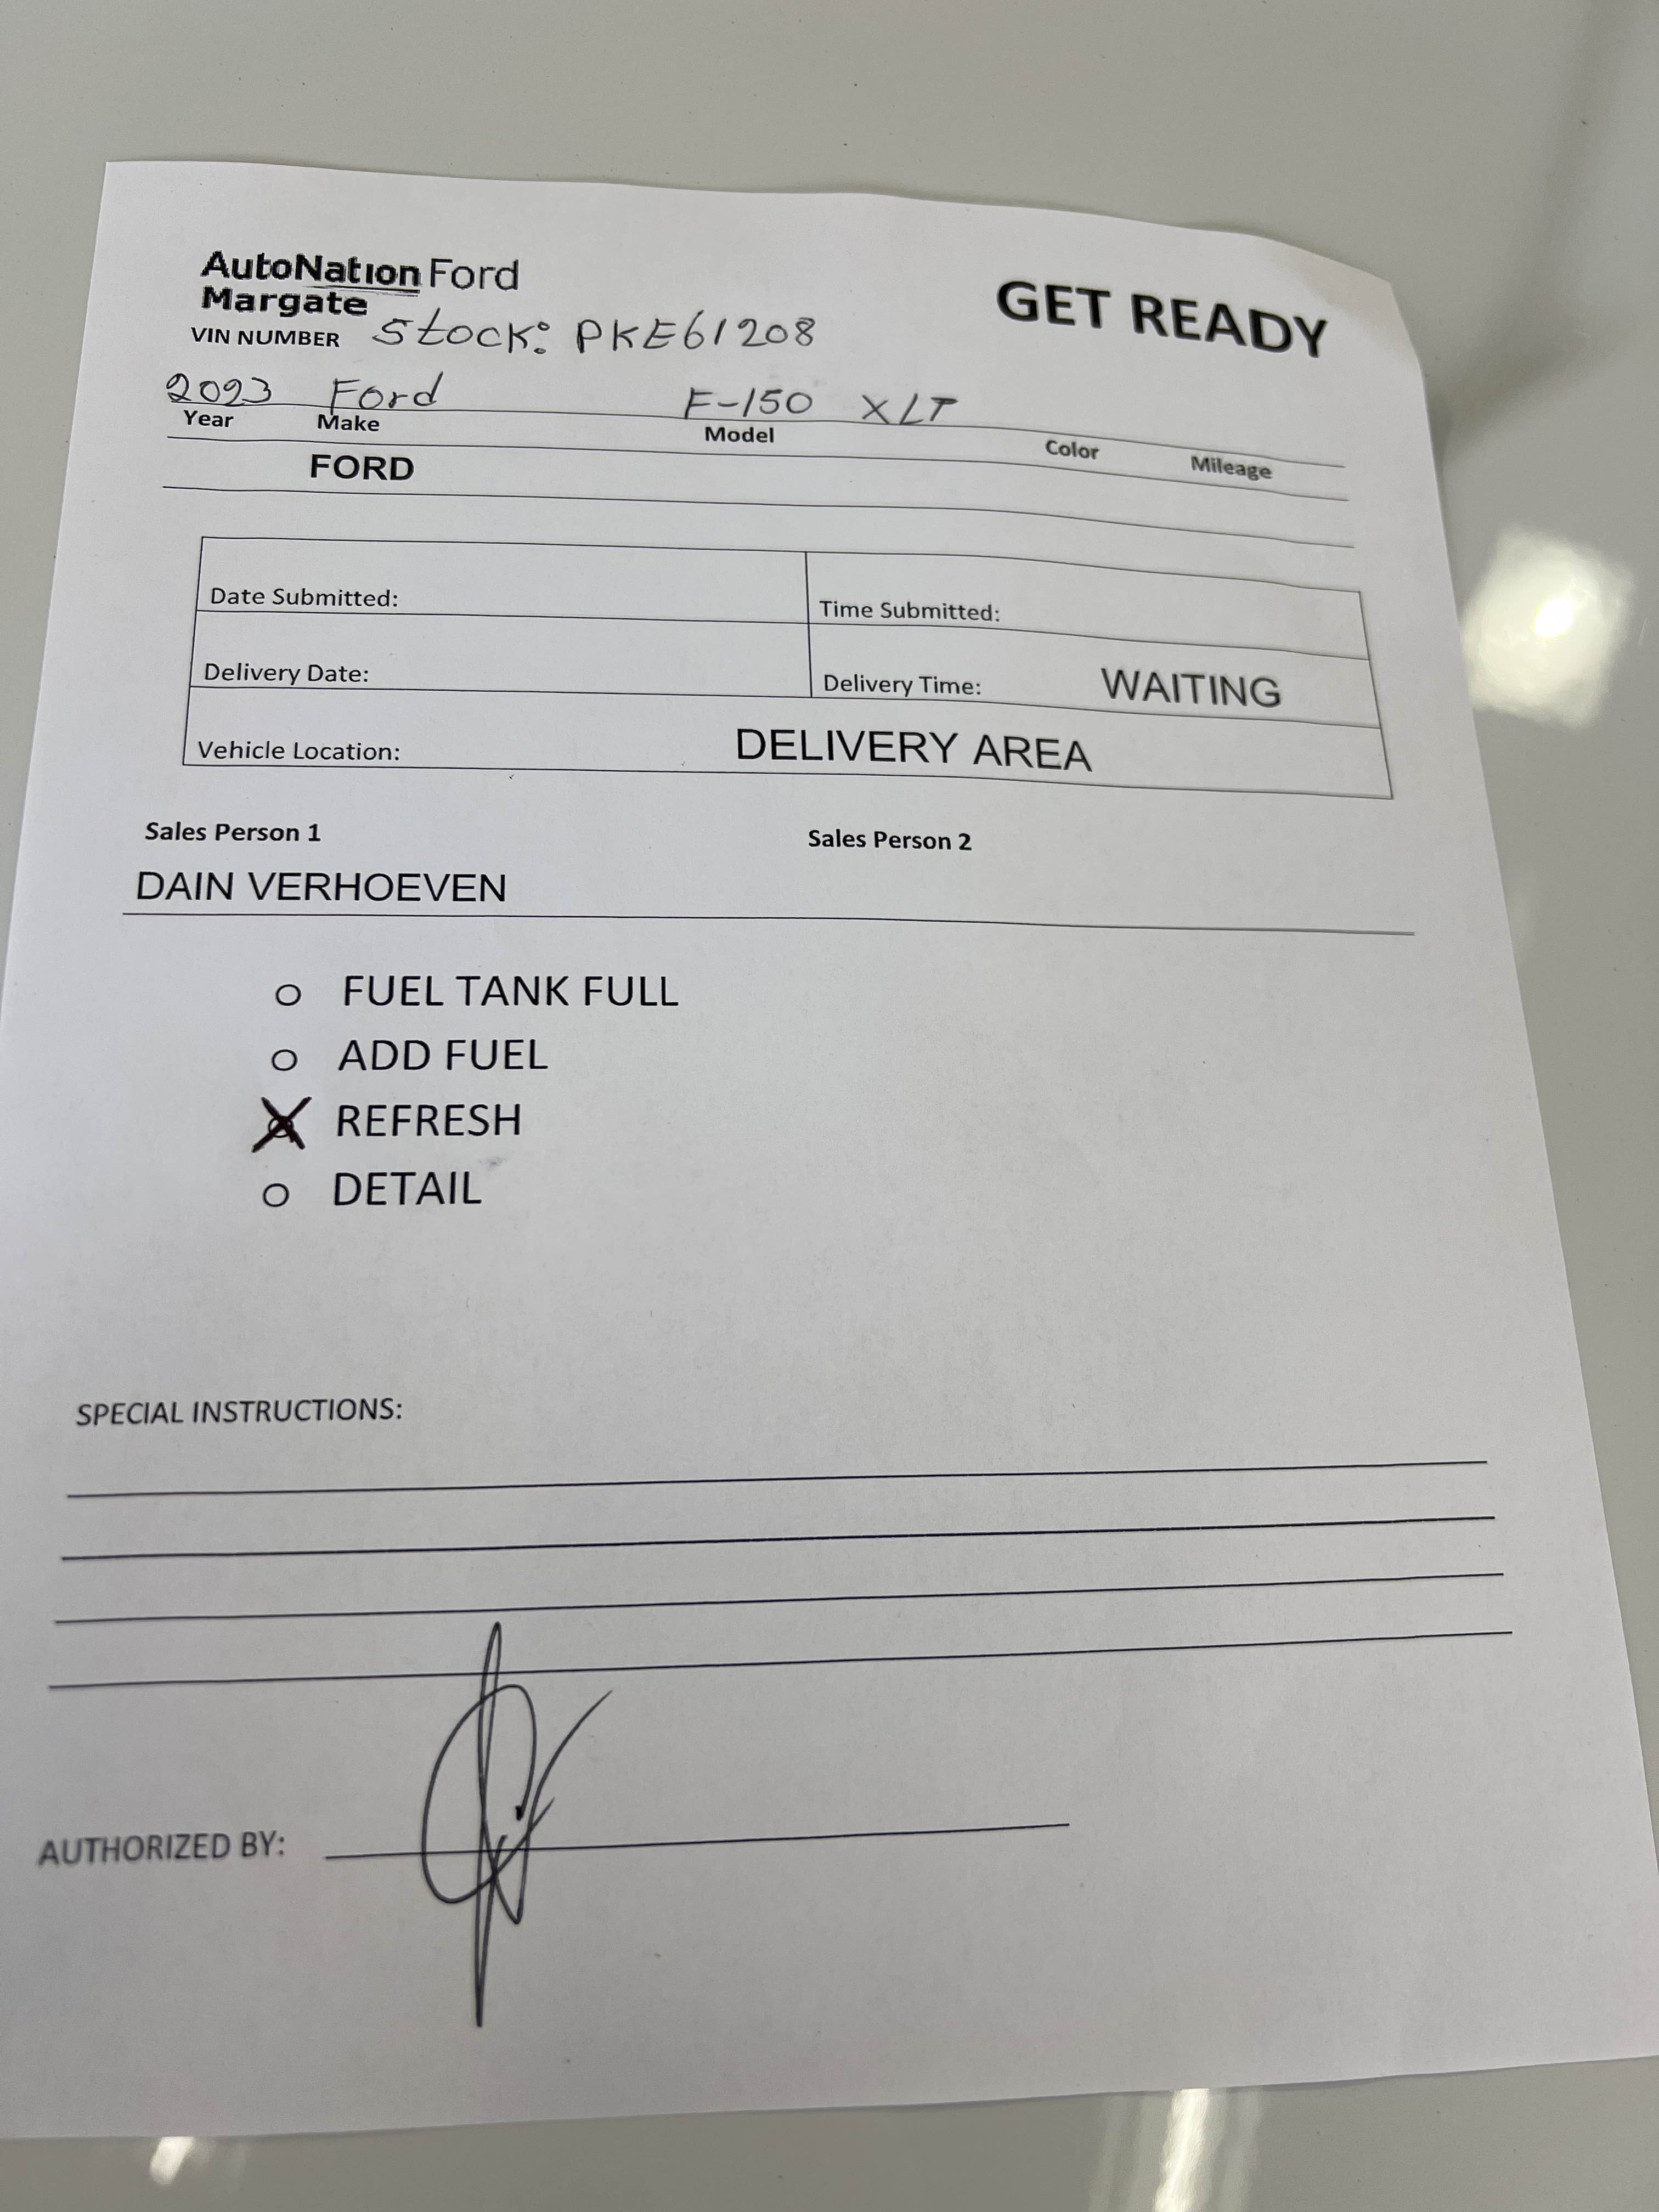 AutoNation Ford
Margate
GET READY
VIN NUMBER Stock: PKE61208
2023 Ford F-150 XLT
Year Make Model Color Mileage
FORD
Date Submitted: Time Submitted:
Delivery Date: Delivery Time: WAITING
Vehicle Location: DELIVERY AREA
Sales Person 1 Sales Person 2
DAIN VERHOEVEN
O FUEL TANK FULL
O ADD FUEL
X REFRESH
O DETAIL
SPECIAL INSTRUCTIONS:
AUTHORIZED BY: